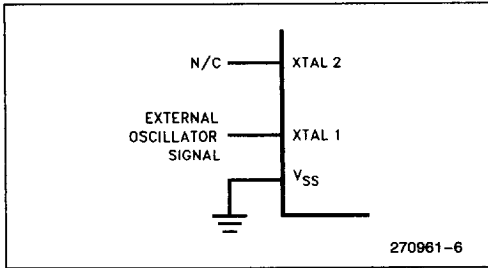 N/C
XTAL 2
EXTERNAL
OSCILLATOR
SIGNAL
XTAL 1
VSS
270961-6